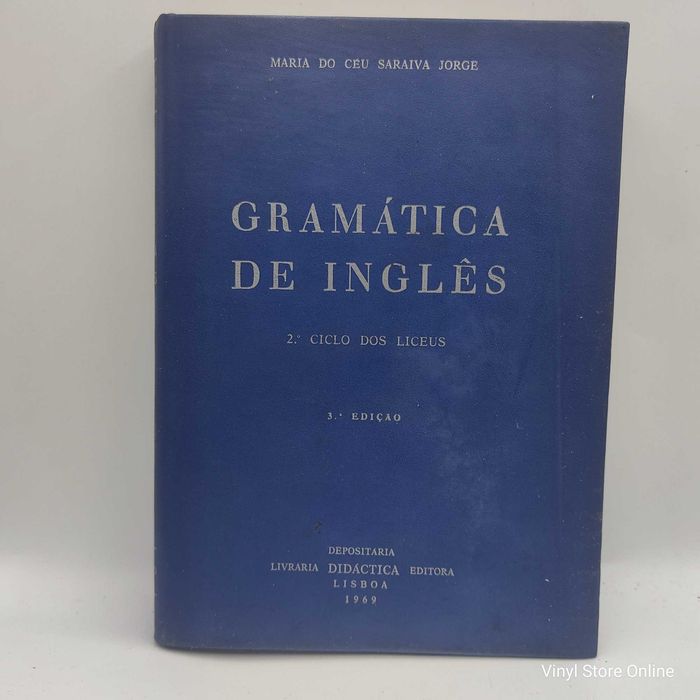 MARIA DO CÉU SARAIVA JORGE
GRAMÁTICA
DE INGLÊS
2.º CICLO DOS LICEUS
3.ª EDIÇÃO
DEPOSITÁRIA
LIVRARIA DIDÁCTICA EDITORA
LISBOA
1969
Vinyl Store Online